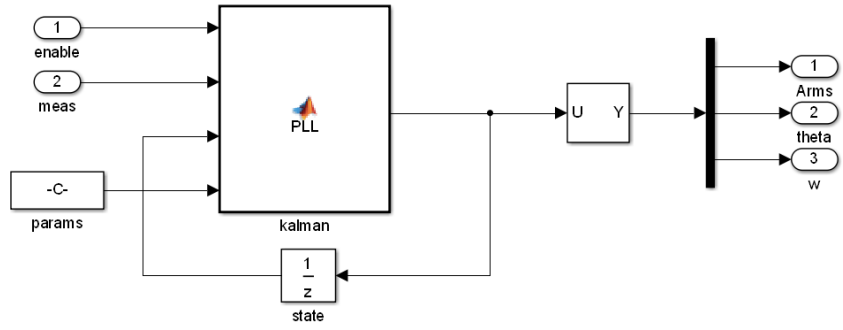 1
enable
2
meas
-C-
params
PLL
kalman
1
z
state
U Y
1
Arms
2
theta
3
w